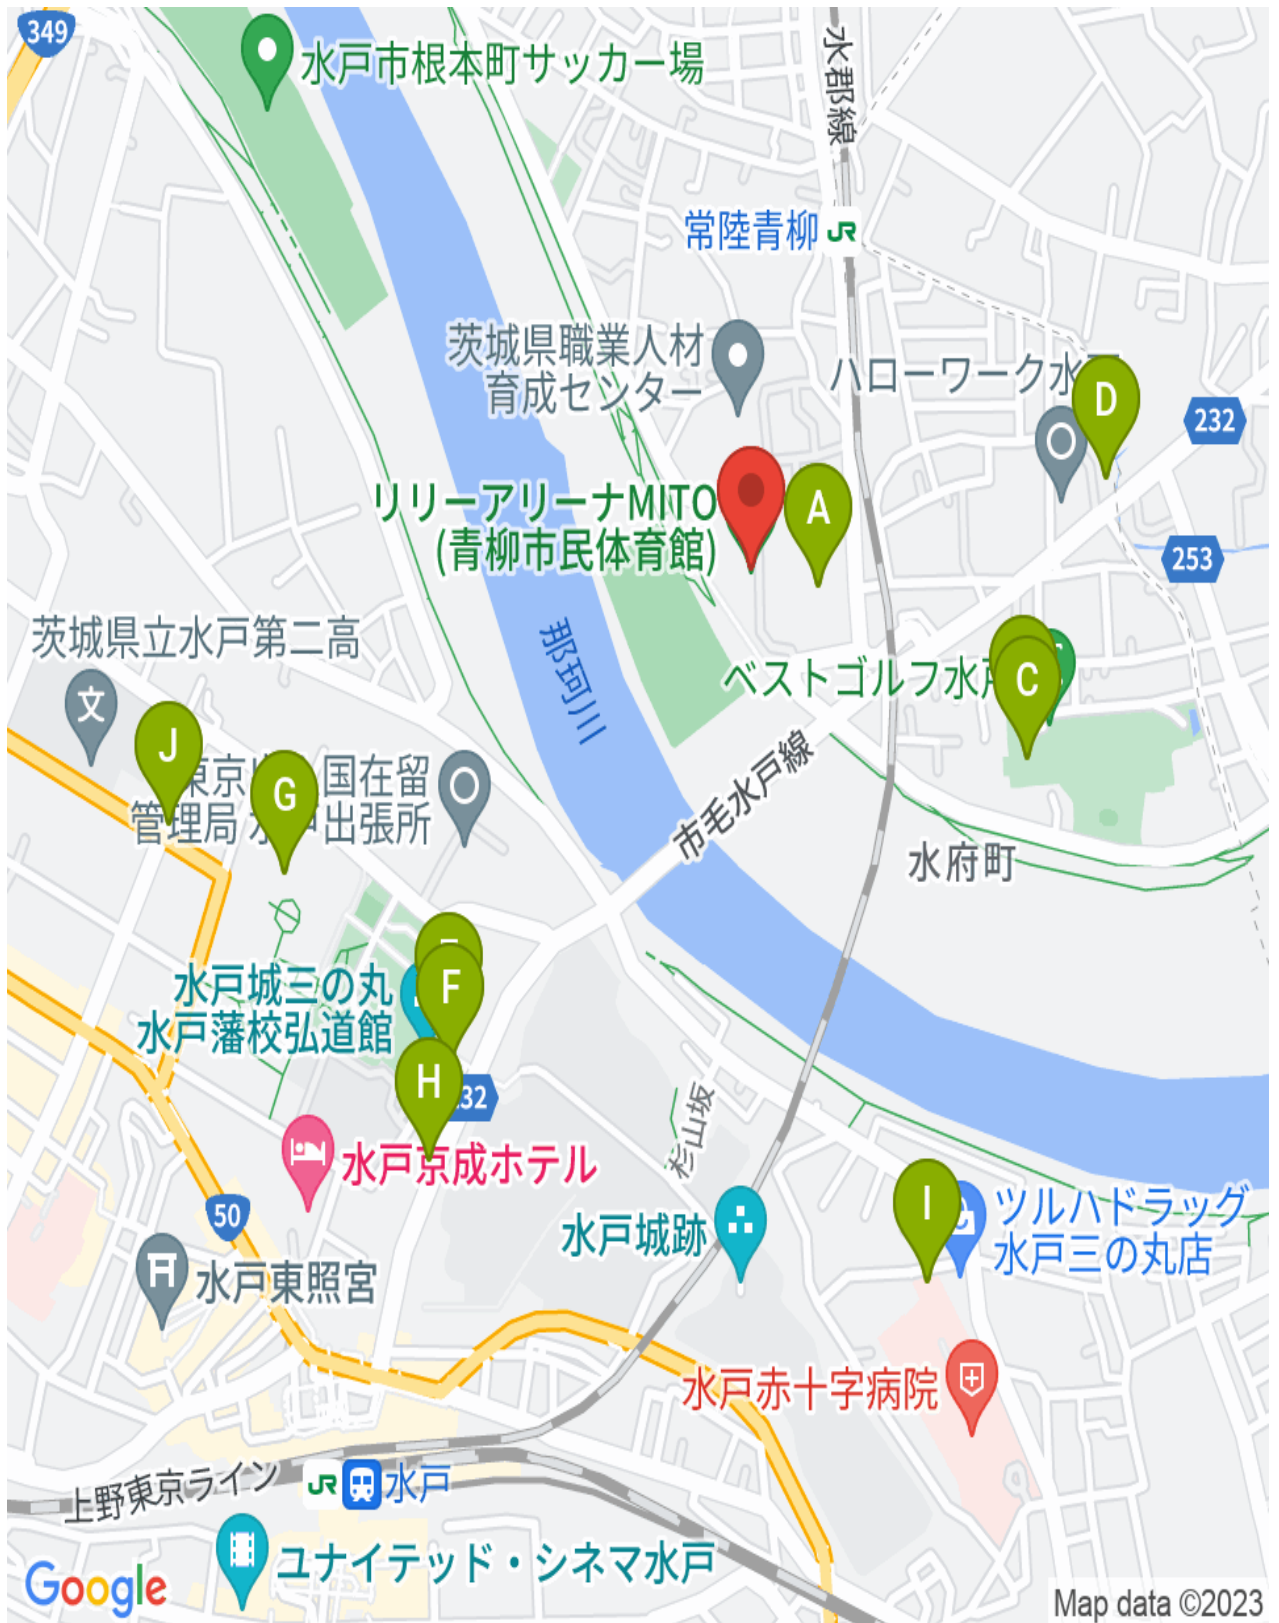 349
水戸市根本町サッカー場
水郡線
常陸青柳
JR
茨城県職業人材
育成センター
ハローワーク水
D
232
リリーアリーナMITO
(青柳市民体育館)
A
253
那珂川
茨城県立水戸第二高
文
ベストゴルフ水戸
C
J
G
東京
国在留
管理局 水戸出張所
市毛水戸線
水府町
水戸城三の丸
水戸藩校弘道館
F
H
232
杉山坂
水戸京成ホテル
50
水戸城跡
I
ツルハドラッグ
水戸三の丸店
水戸東照宮
水戸赤十字病院
上野東京ライン
JR
水戸
ユナイテッド・シネマ水戸
Google
Map data ©2023